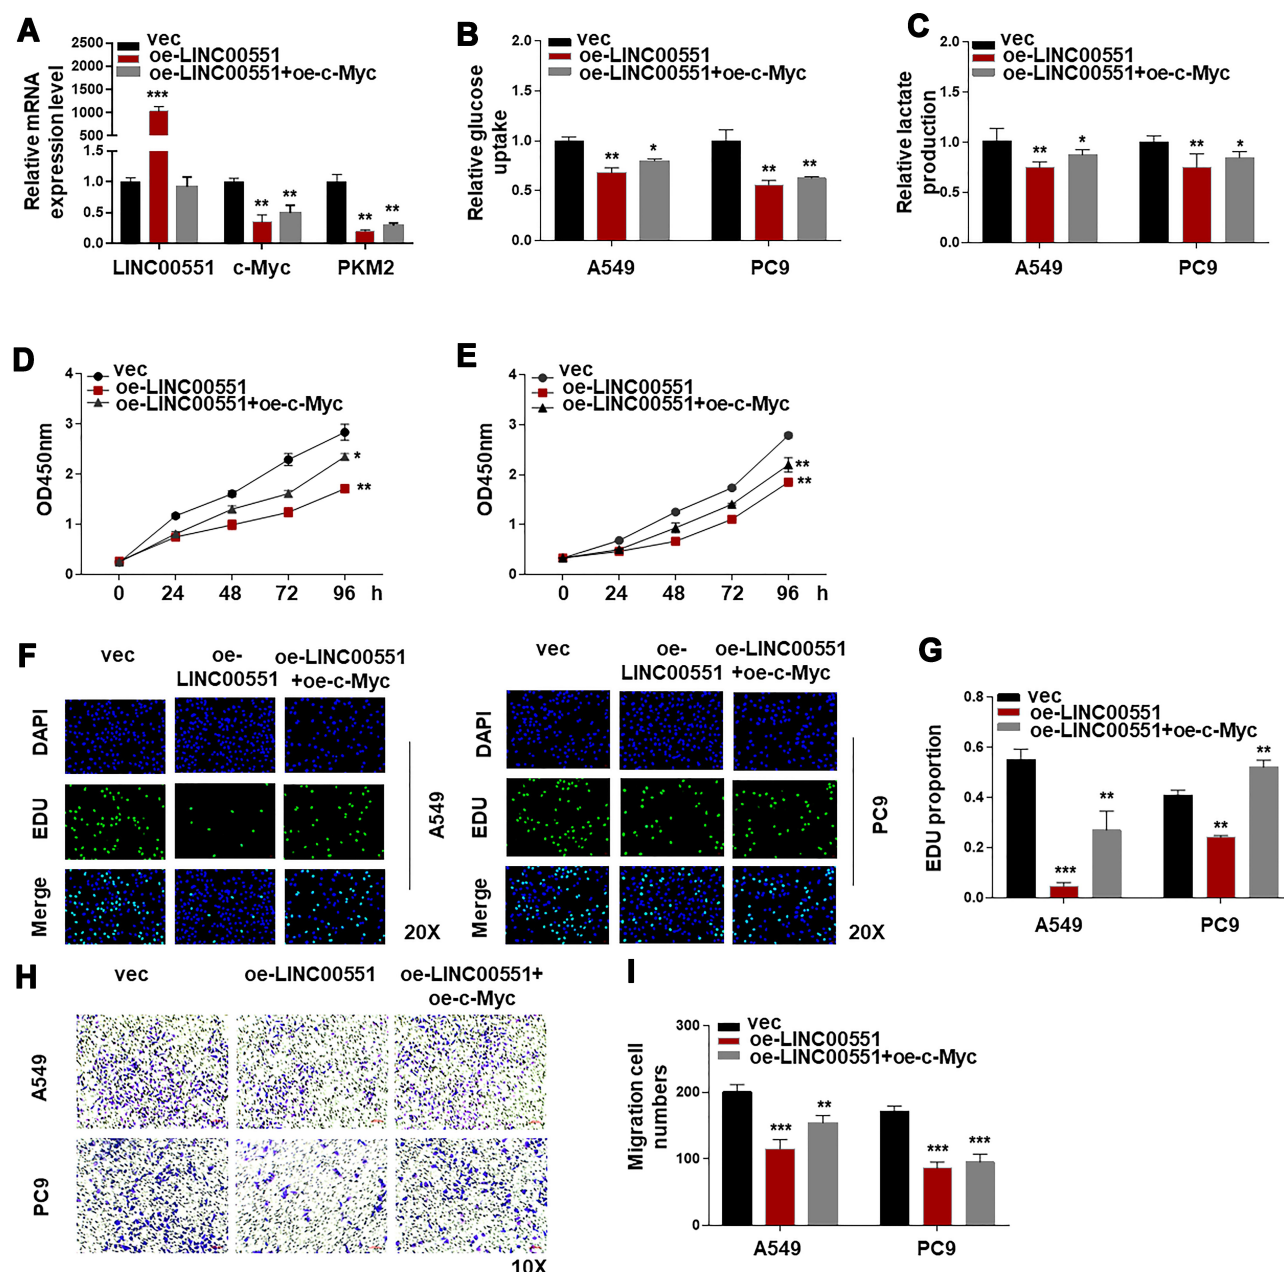 A
vec
oe-LINC00551
oe-LINC00551+oe-c-Myc
Relative mRNA
expression level
2500
2000
1500
1000
500
1.5
1.0
0.5
0.0
***
**
**
**
**
LINC00551
c-Myc
PKM2
B
vec
oe-LINC00551
oe-LINC00551+oe-c-Myc
Relative glucose
uptake
2.0
1.5
1.0
0.5
0.0
**
*
**
**
A549
PC9
C
vec
oe-LINC00551
oe-LINC00551+oe-c-Myc
Relative lactate
production
2.0
1.5
1.0
0.5
0.0
**
*
**
*
A549
PC9
D
vec
oe-LINC00551
oe-LINC00551+oe-c-Myc
OD450nm
4
3
2
1
0
*
**
0 24 48 72 96 h
E
vec
oe-LINC00551
oe-LINC00551+oe-c-Myc
OD450nm
4
3
2
1
0
**
**
0 24 48 72 96 h
F
vec
oe-
LINC00551
oe-LINC00551
+oe-c-Myc
DAPI
EDU
Merge
A549
20X
vec
oe-
LINC00551
oe-LINC00551
+oe-c-Myc
DAPI
EDU
Merge
PC9
20X
G
vec
oe-LINC00551
oe-LINC00551+oe-c-Myc
EDU proportion
0.8
0.6
0.4
0.2
0.0
***
**
**
**
A549
PC9
H
vec
oe-LINC00551
oe-LINC00551+
oe-c-Myc
A549
PC9
10X
I
vec
oe-LINC00551
oe-LINC00551+oe-c-Myc
Migration cell
numbers
300
200
100
0
***
**
***
***
A549
PC9